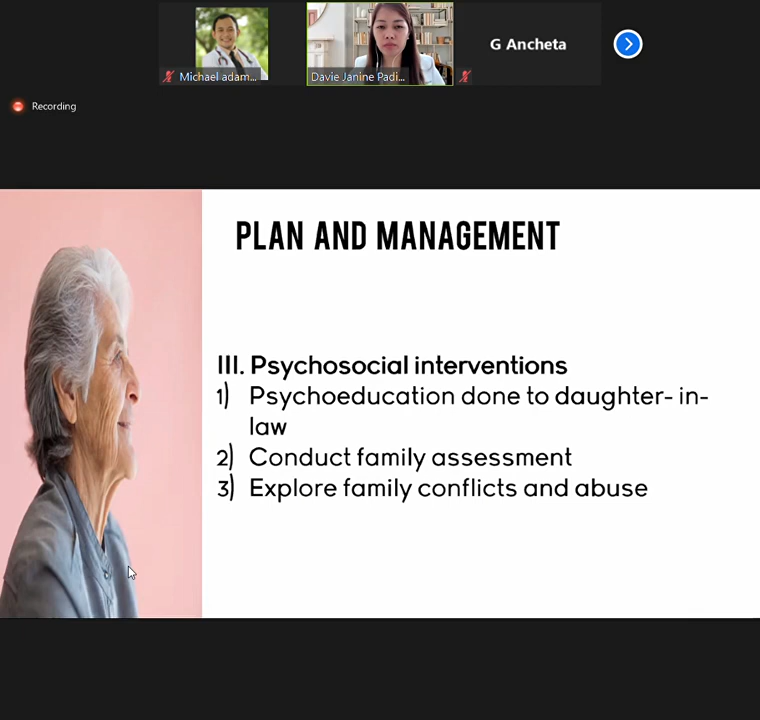 Michael adam...
Davie Janine Padi...
G Ancheta
Recording
PLAN AND MANAGEMENT
III. Psychosocial interventions
1) Psychoeducation done to daughter- in-
law
2) Conduct family assessment
3) Explore family conflicts and abuse